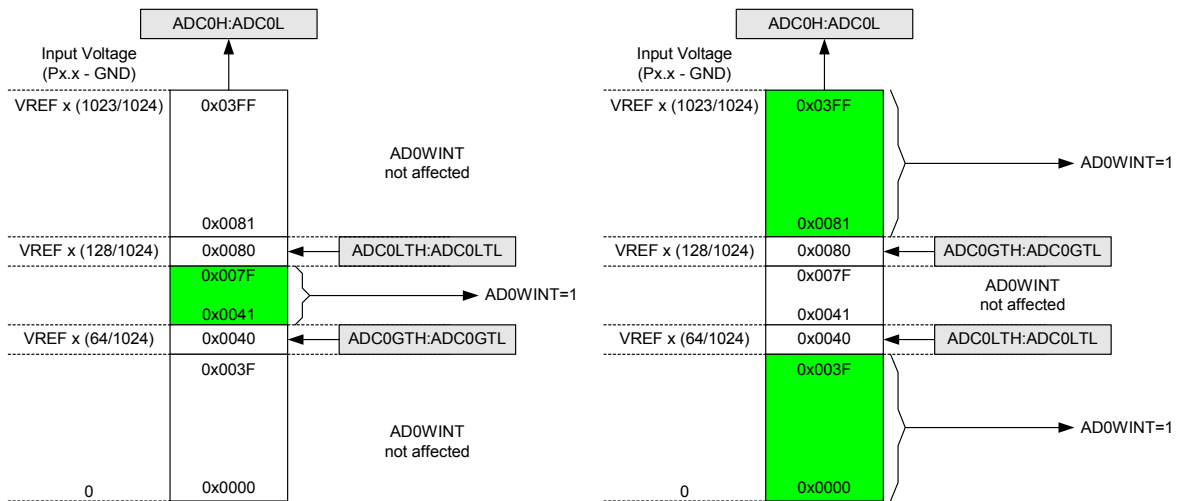 ADC0H:ADC0L
Input Voltage
(Px.x - GND)
VREF x (1023/1024)
0x03FF
AD0WINT
not affected
0x0081
VREF x (128/1024)
0x0080
ADC0LTH:ADC0LTL
0x007F
AD0WINT=1
0x0041
VREF x (64/1024)
0x0040
ADC0GTH:ADC0GTL
0x003F
AD0WINT
not affected
0
0x0000
ADC0H:ADC0L
Input Voltage
(Px.x - GND)
VREF x (1023/1024)
0x03FF
AD0WINT=1
0x0081
VREF x (128/1024)
0x0080
ADC0GTH:ADC0GTL
0x007F
AD0WINT
not affected
0x0041
VREF x (64/1024)
0x0040
ADC0LTH:ADC0LTL
0x003F
AD0WINT=1
0
0x0000